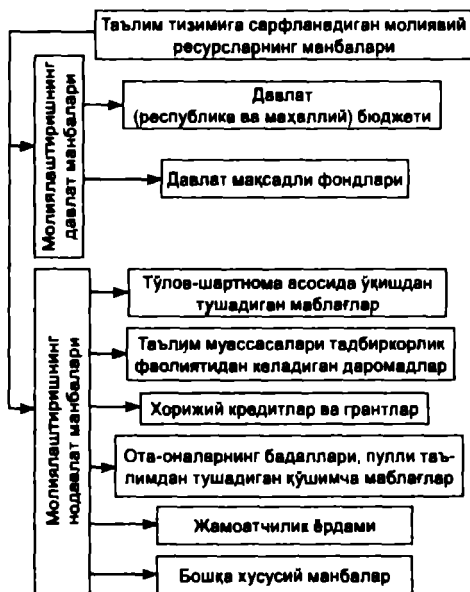 Таълим тизимига сарфланадиган молиявий
ресурсларнинг манбалари
Молиялаштиришнинг
давлат манбалари
Давлат
(республика ва маҳаллий) бюджети
Давлат мақсадли фондлари
Молиялаштиришнинг
нодавлат манбалари
Тўлов-шартнома асосида ўқишдан
тушадиган маблағлар
Таълим муассасалари тадбиркорлик
фаолиятидан келадиган даромадлар
Хорижий кредитлар ва грантлар
Ота-оналарнинг бадаллари, пулли таъ-
лимдан тушадиган қўшимча маблағлар
Жамоатчилик ёрдами
Бошқа хусусий манбалар